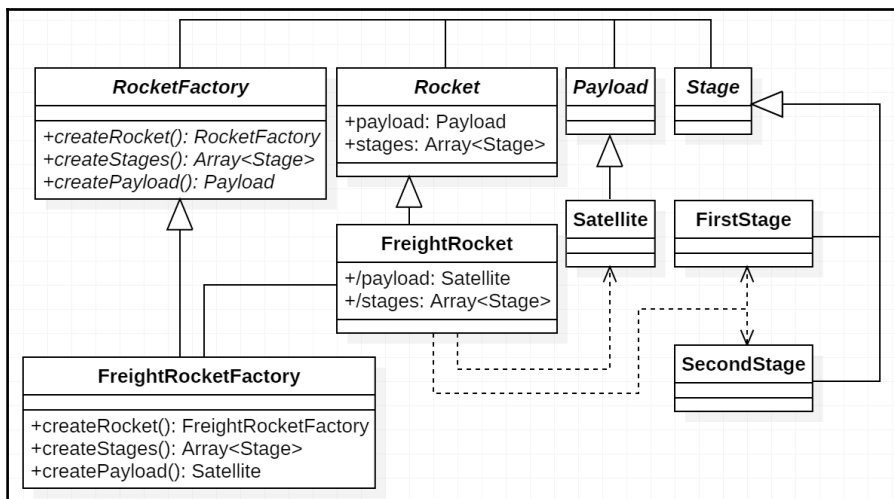 RocketFactory
+createRocket(): RocketFactory
+createStages(): Array<Stage>
+createPayload(): Payload
Rocket
+payload: Payload
+stages: Array<Stage>
Payload
Stage
FreightRocket
+/payload: Satellite
+/stages: Array<Stage>
Satellite
FirstStage
SecondStage
FreightRocketFactory
+createRocket(): FreightRocketFactory
+createStages(): Array<Stage>
+createPayload(): Satellite